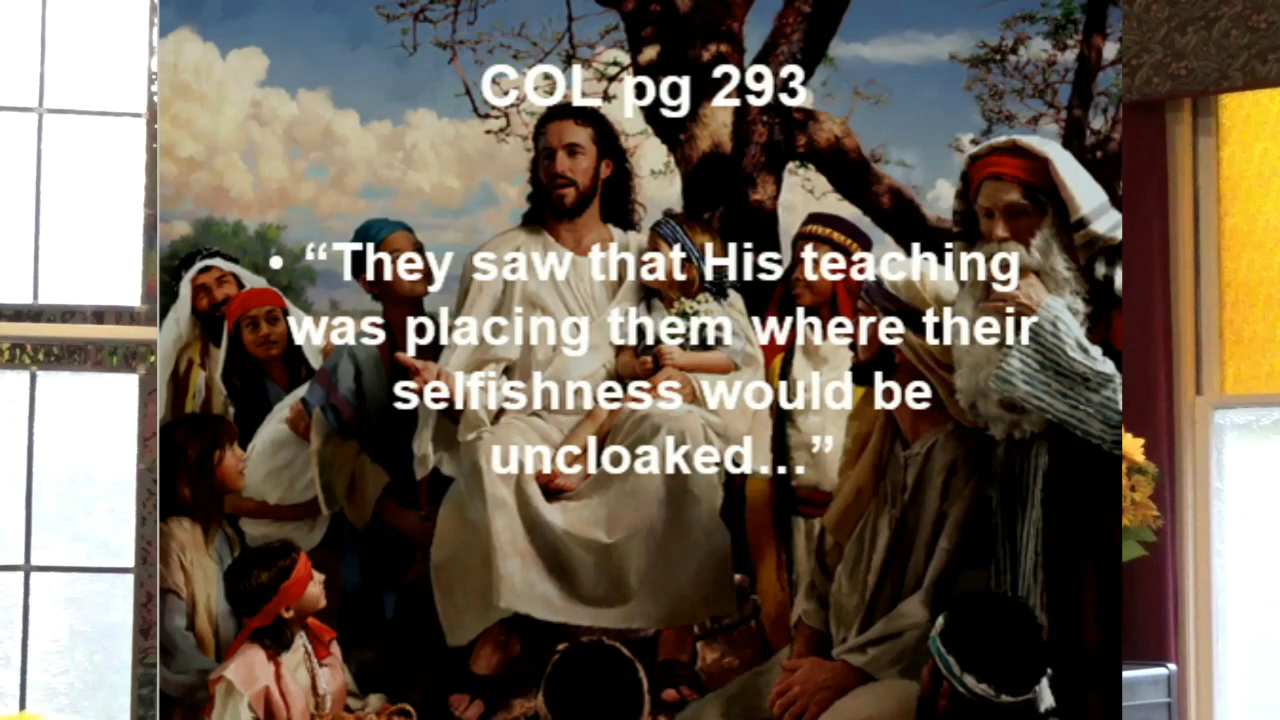 COL pg 293
• “They saw that His teaching
was placing them where their
selfishness would be
uncloaked…”